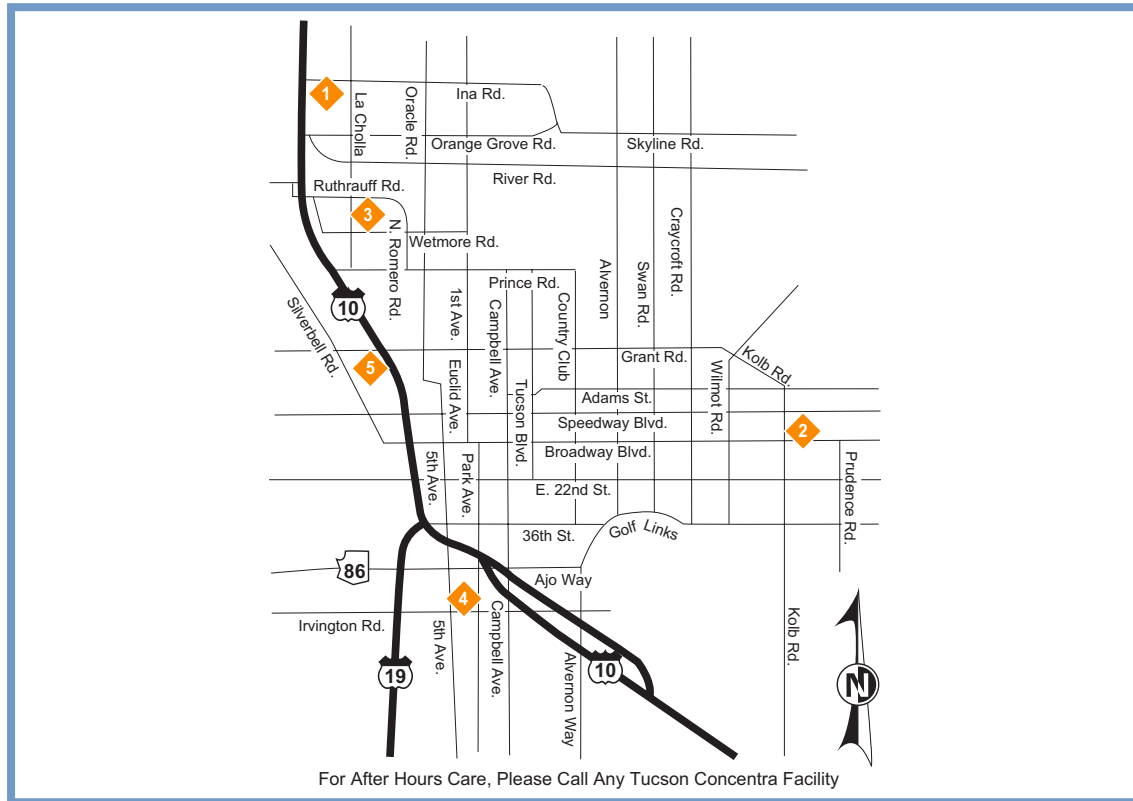 1
Ina Rd.
La Cholla
Oracle Rd.
Orange Grove Rd.
Skyline Rd.
River Rd.
Ruthrauff Rd.
3
N. Romero Rd.
Wetmore Rd.
Alvernon
Swan Rd.
Craycroft Rd.
Prince Rd.
10
Silverbell Rd.
1st Ave.
Campbell Ave.
Country Club
5
Grant Rd.
Kolb Rd.
Euclid Ave.
Tucson Blvd.
Wilmot Rd.
Adams St.
Speedway Blvd.
2
Broadway Blvd.
5th Ave.
Park Ave.
Prudence Rd.
E. 22nd St.
36th St.
Golf Links
86
Ajo Way
4
Irvington Rd.
5th Ave.
Campbell Ave.
Alvernon Way
Kolb Rd.
19
10
N
For After Hours Care, Please Call Any Tucson Concentra Facility